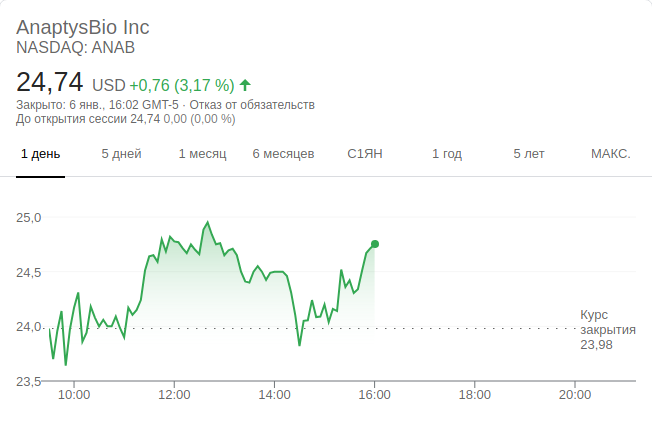 AnaptysBio Inc
NASDAQ: ANAB
24,74 USD +0,76 (3,17 %)
Закрыто: 6 янв., 16:02 GMT-5 · Отказ от обязательств
До открытия сессии 24,74 0,00 (0,00 %)
1 день 5 дней 1 месяц 6 месяцев С1ЯН 1 год 5 лет МАКС.
25,0
24,5
24,0
23,5
Курс
закрытия
23,98
10:00 12:00 14:00 16:00 18:00 20:00